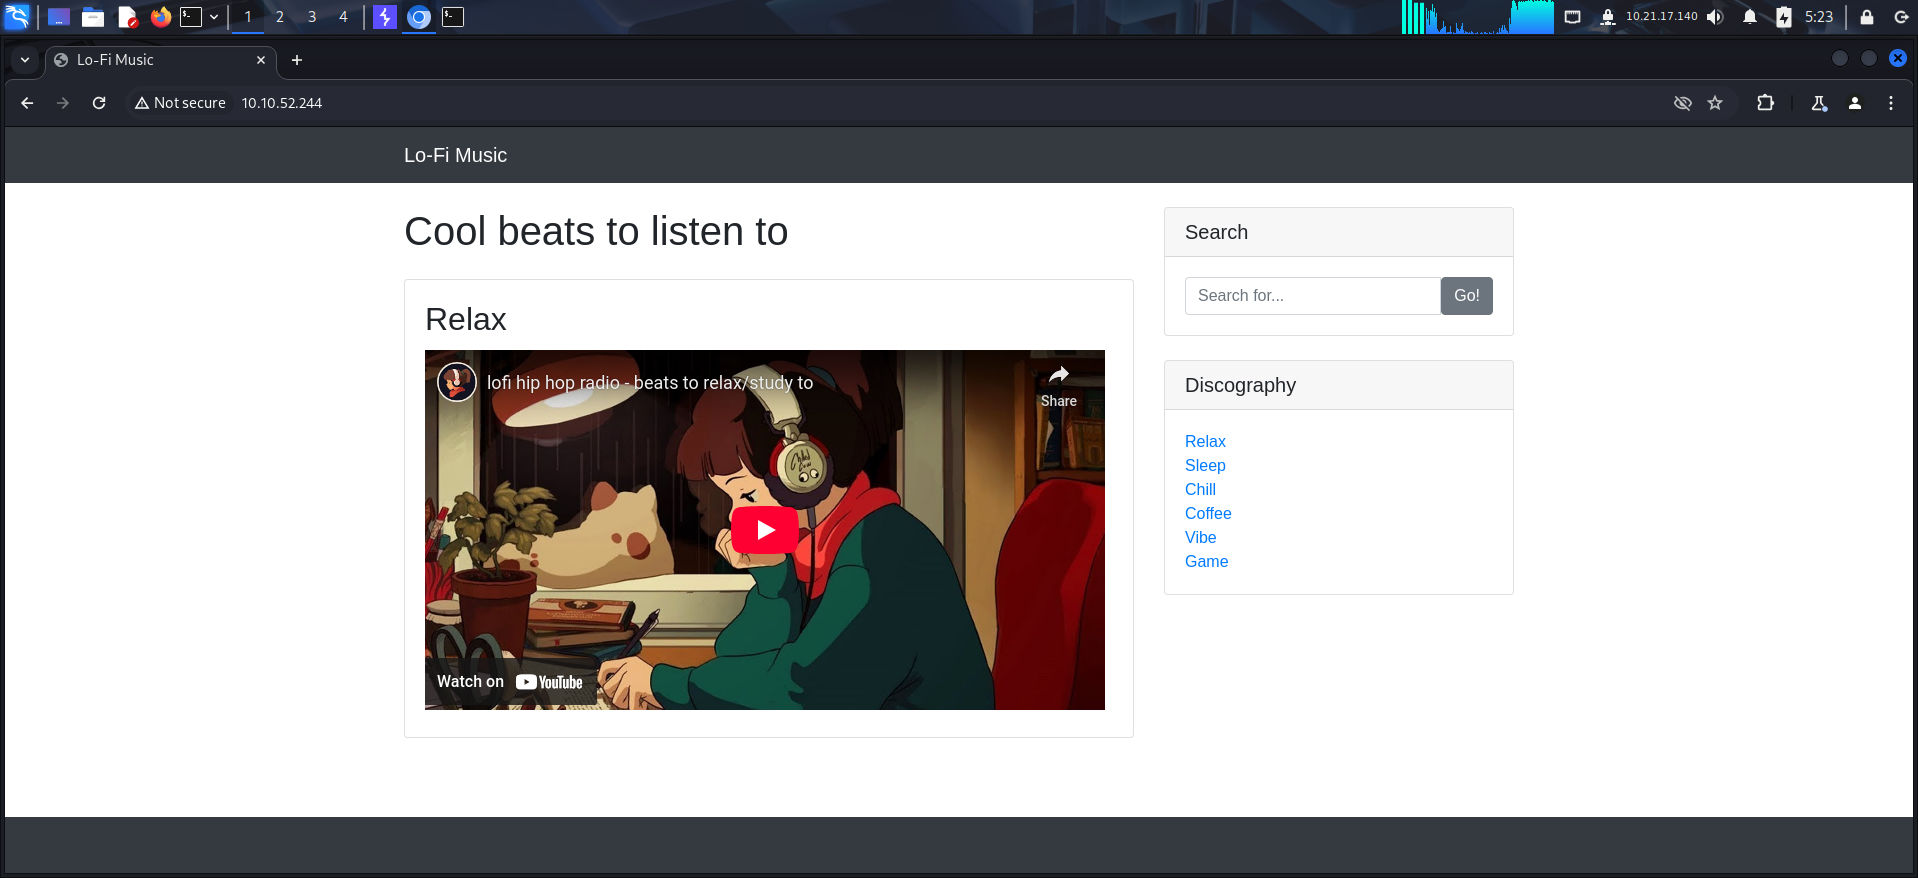 1 2 3 4
10.21.17.140
5:23
Lo-Fi Music
Not secure 10.10.52.244
Lo-Fi Music
Cool beats to listen to
Relax
lofi hip hop radio - beats to relax/study to
Share
Watch on YouTube
Search
Search for... Go!
Discography
Relax
Sleep
Chill
Coffee
Vibe
Game